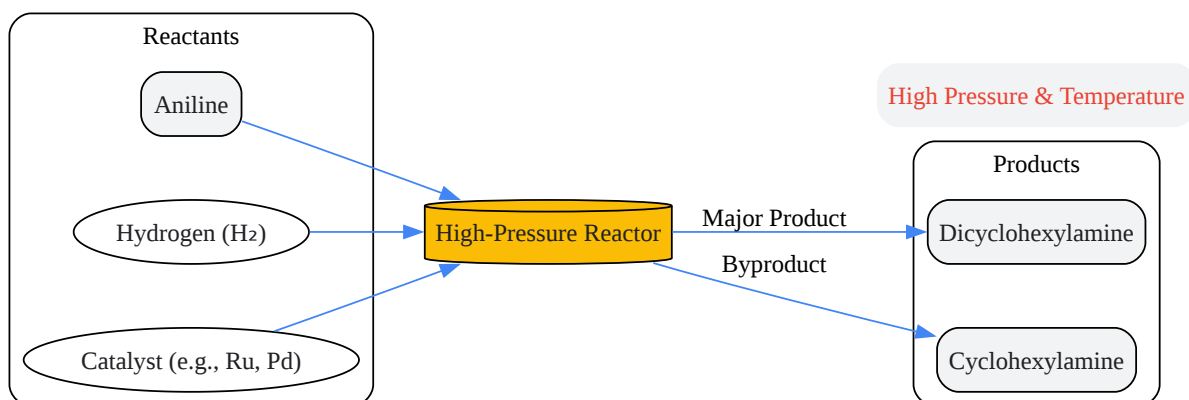 Reactants
Aniline
Hydrogen (H₂)
Catalyst (e.g., Ru, Pd)
High-Pressure Reactor
Major Product
Byproduct
High Pressure & Temperature
Products
Dicyclohexylamine
Cyclohexylamine